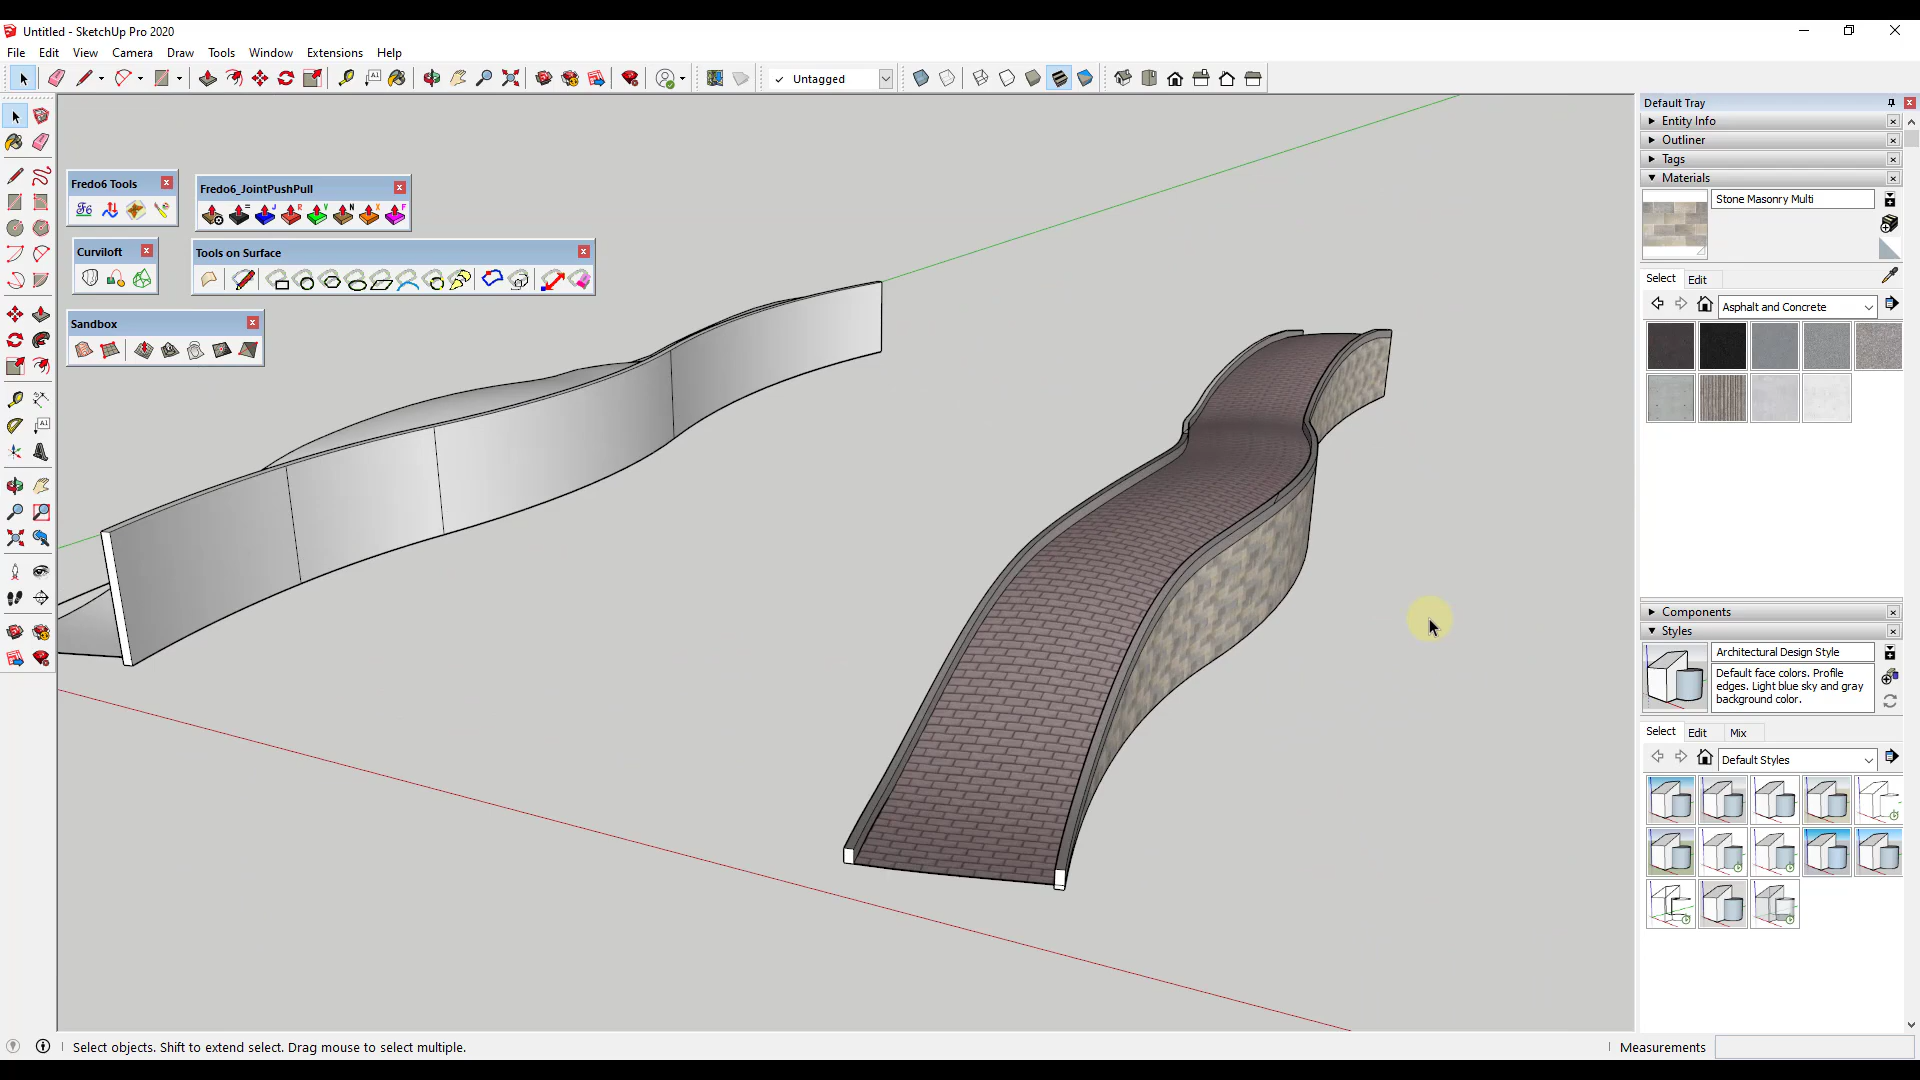 Untitled - SketchUp Pro 2020
File Edit View Camera Draw Tools Window Extensions Help
Untagged
Default Tray
Entity Info
Outliner
Tags
Materials
Stone Masonry Multi
Select Edit
Asphalt and Concrete
Fredo6 Tools
Fredo6_JointPushPull
Curviloft
Tools on Surface
Sandbox
Components
Styles
Architectural Design Style
Default face colors. Profile
edges. Light blue sky and gray
background color.
Select Edit Mix
Default Styles
Select objects. Shift to extend select. Drag mouse to select multiple.
Measurements